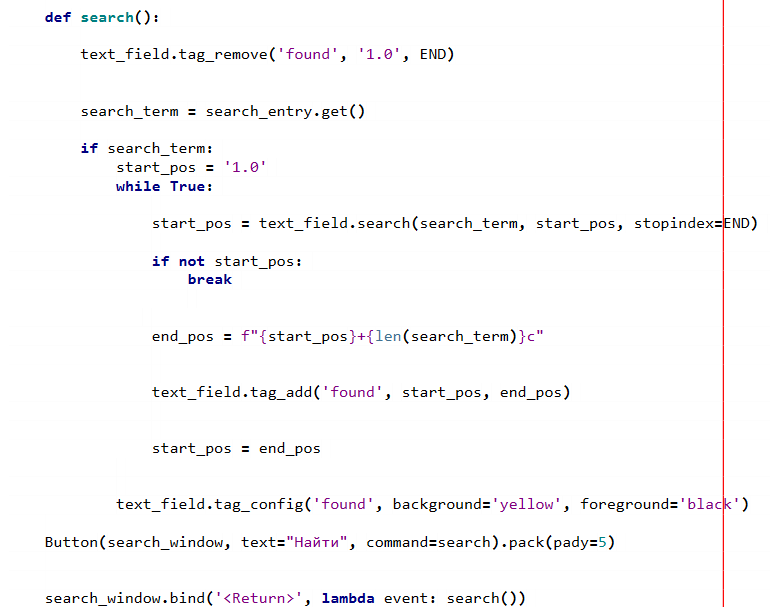 def search():
text_field.tag_remove('found', '1.0', END)
search_term = search_entry.get()
if search_term:
start_pos = '1.0'
while True:
start_pos = text_field.search(search_term, start_pos, stopindex=END)
if not start_pos:
break
end_pos = f"{start_pos}+{len(search_term)}c"
text_field.tag_add('found', start_pos, end_pos)
start_pos = end_pos
text_field.tag_config('found', background='yellow', foreground='black')
Button(search_window, text="Найти", command=search).pack(pady=5)
search_window.bind('<Return>', lambda event: search())